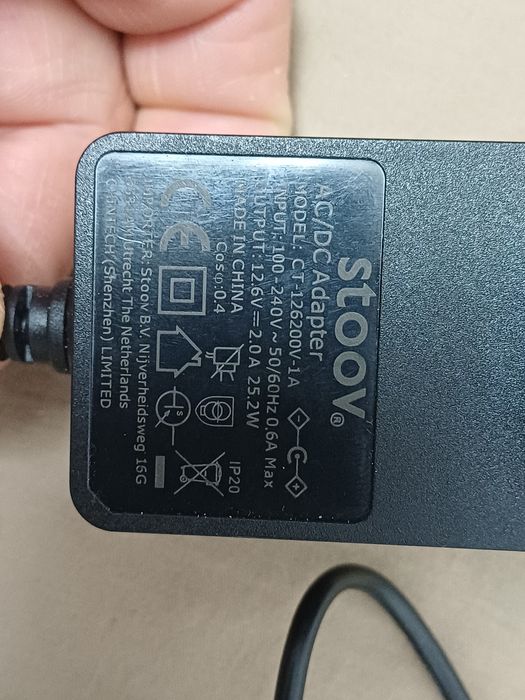 stoov®
AC/DC Adapter
MODEL: CT-126200V-1A
INPUT: 100-240V~50/60Hz 0.6A Max
OUTPUT: 12.6V⎓2.0A 25.2W
MADE IN CHINA
Cosφ:0.4
IP20
IMPORTER: Stoov B.V. Nijverheidsweg 16G
Utrecht The Netherlands
(Shenzhen) LIMITED